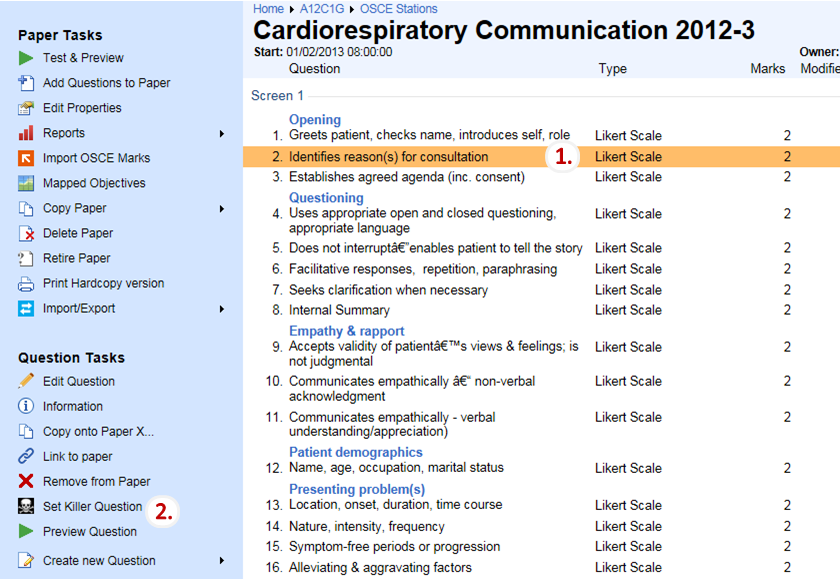 Home ▸ A12C1G ▸ OSCE Stations
Cardiorespiratory Communication 2012-3
Start: 01/02/2013 08:00:00 Owner:
Question Type Marks Modifie
Paper Tasks
Test & Preview
Add Questions to Paper
Edit Properties
Reports
Import OSCE Marks
Mapped Objectives
Copy Paper
Delete Paper
Retire Paper
Print Hardcopy version
Import/Export
Question Tasks
Edit Question
Information
Copy onto Paper X...
Link to paper
Remove from Paper
Set Killer Question 2.
Preview Question
Create new Question
Screen 1
Opening
1. Greets patient, checks name, introduces self, role Likert Scale 2
2. Identifies reason(s) for consultation 1. Likert Scale 2
3. Establishes agreed agenda (inc. consent) Likert Scale 2
Questioning
4. Uses appropriate open and closed questioning, Likert Scale 2
appropriate language
5. Does not interruptâ€”enables patient to tell the story Likert Scale 2
6. Facilitative responses, repetition, paraphrasing Likert Scale 2
7. Seeks clarification when necessary Likert Scale 2
8. Internal Summary Likert Scale 2
Empathy & rapport
9. Accepts validity of patientâ€™s views & feelings; is Likert Scale 2
not judgmental
10. Communicates empathically â€“ non-verbal Likert Scale 2
acknowledgment
11. Communicates empathically - verbal Likert Scale 2
understanding/appreciation)
Patient demographics
12. Name, age, occupation, marital status Likert Scale 2
Presenting problem(s)
13. Location, onset, duration, time course Likert Scale 2
14. Nature, intensity, frequency Likert Scale 2
15. Symptom-free periods or progression Likert Scale 2
16. Alleviating & aggravating factors Likert Scale 2